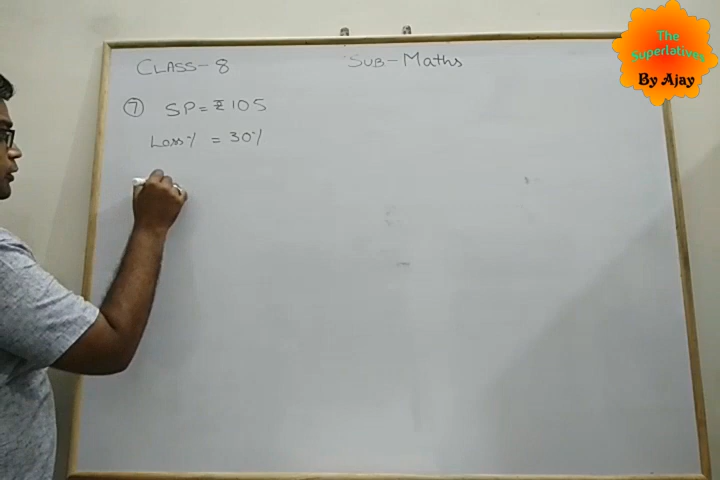 CLASS-8
SUB-Maths
⑦ SP=₹105
Loss% = 30%
The
Superlatives
By Ajay